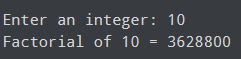 Enter an integer: 10
Factorial of 10 = 3628800